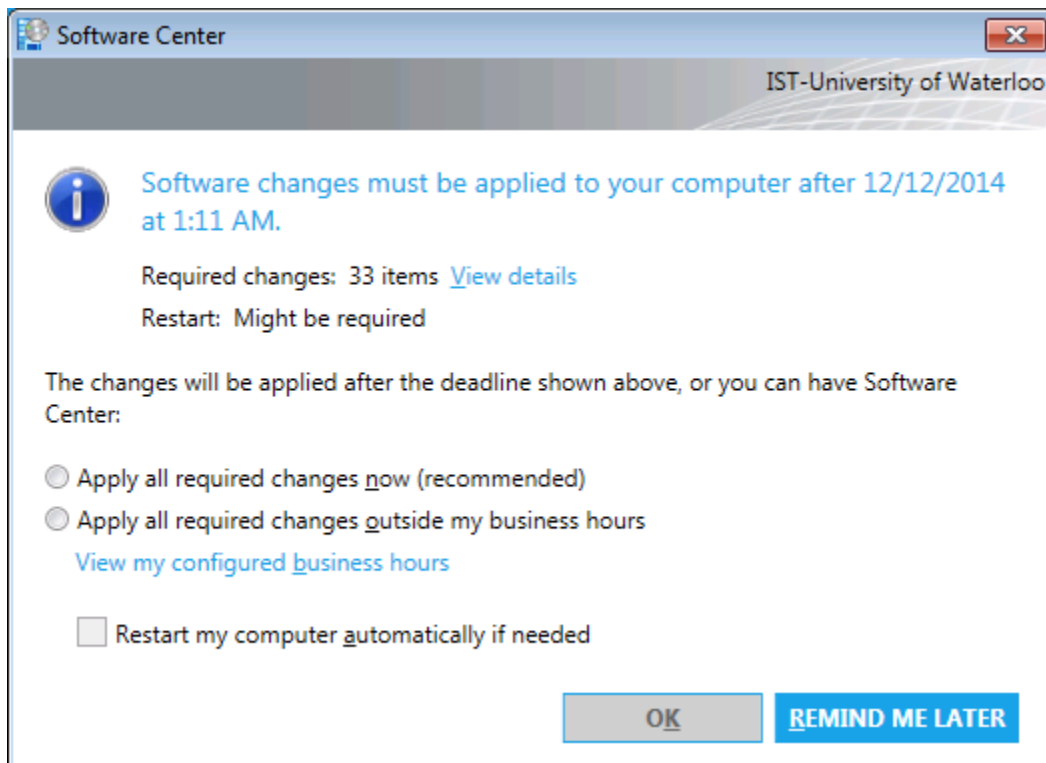 Software Center
IST-University of Waterloo
Software changes must be applied to your computer after 12/12/2014
at 1:11 AM.
Required changes: 33 items View details
Restart: Might be required
The changes will be applied after the deadline shown above, or you can have Software
Center:
Apply all required changes now (recommended)
Apply all required changes outside my business hours
View my configured business hours
Restart my computer automatically if needed
OK REMIND ME LATER